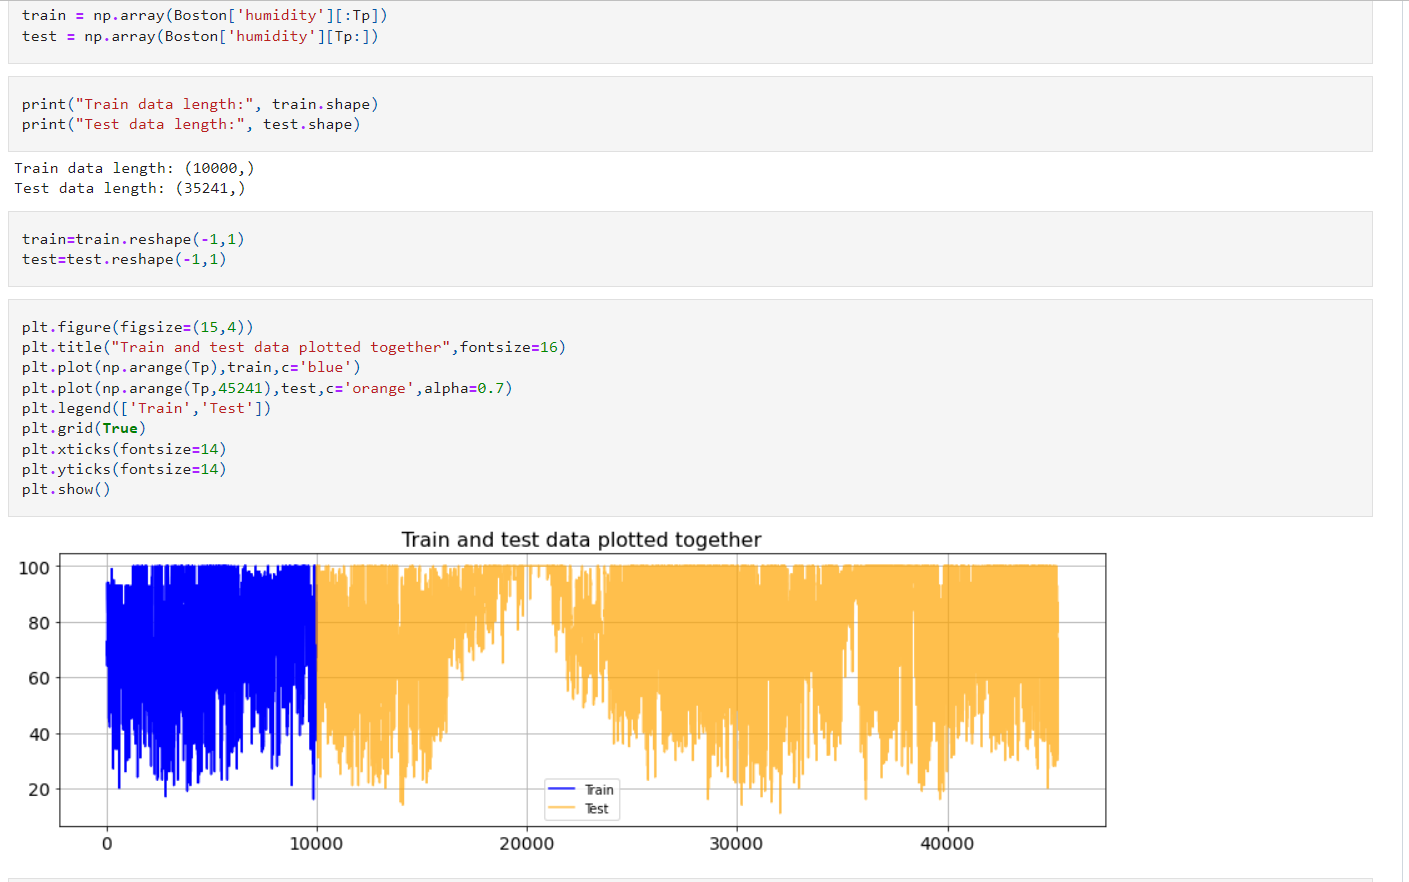 train = np.array(Boston['humidity'][:Tp])
test = np.array(Boston['humidity'][Tp:])
print("Train data length:", train.shape)
print("Test data length:", test.shape)
Train data length: (10000,)
Test data length: (35241,)
train=train.reshape(-1,1)
test=test.reshape(-1,1)
plt.figure(figsize=(15,4))
plt.title("Train and test data plotted together",fontsize=16)
plt.plot(np.arange(Tp),train,c='blue')
plt.plot(np.arange(Tp,45241),test,c='orange',alpha=0.7)
plt.legend(['Train','Test'])
plt.grid(True)
plt.xticks(fontsize=14)
plt.yticks(fontsize=14)
plt.show()
Train and test data plotted together
100
80
60
40
20
Train
Test
0 10000 20000 30000 40000